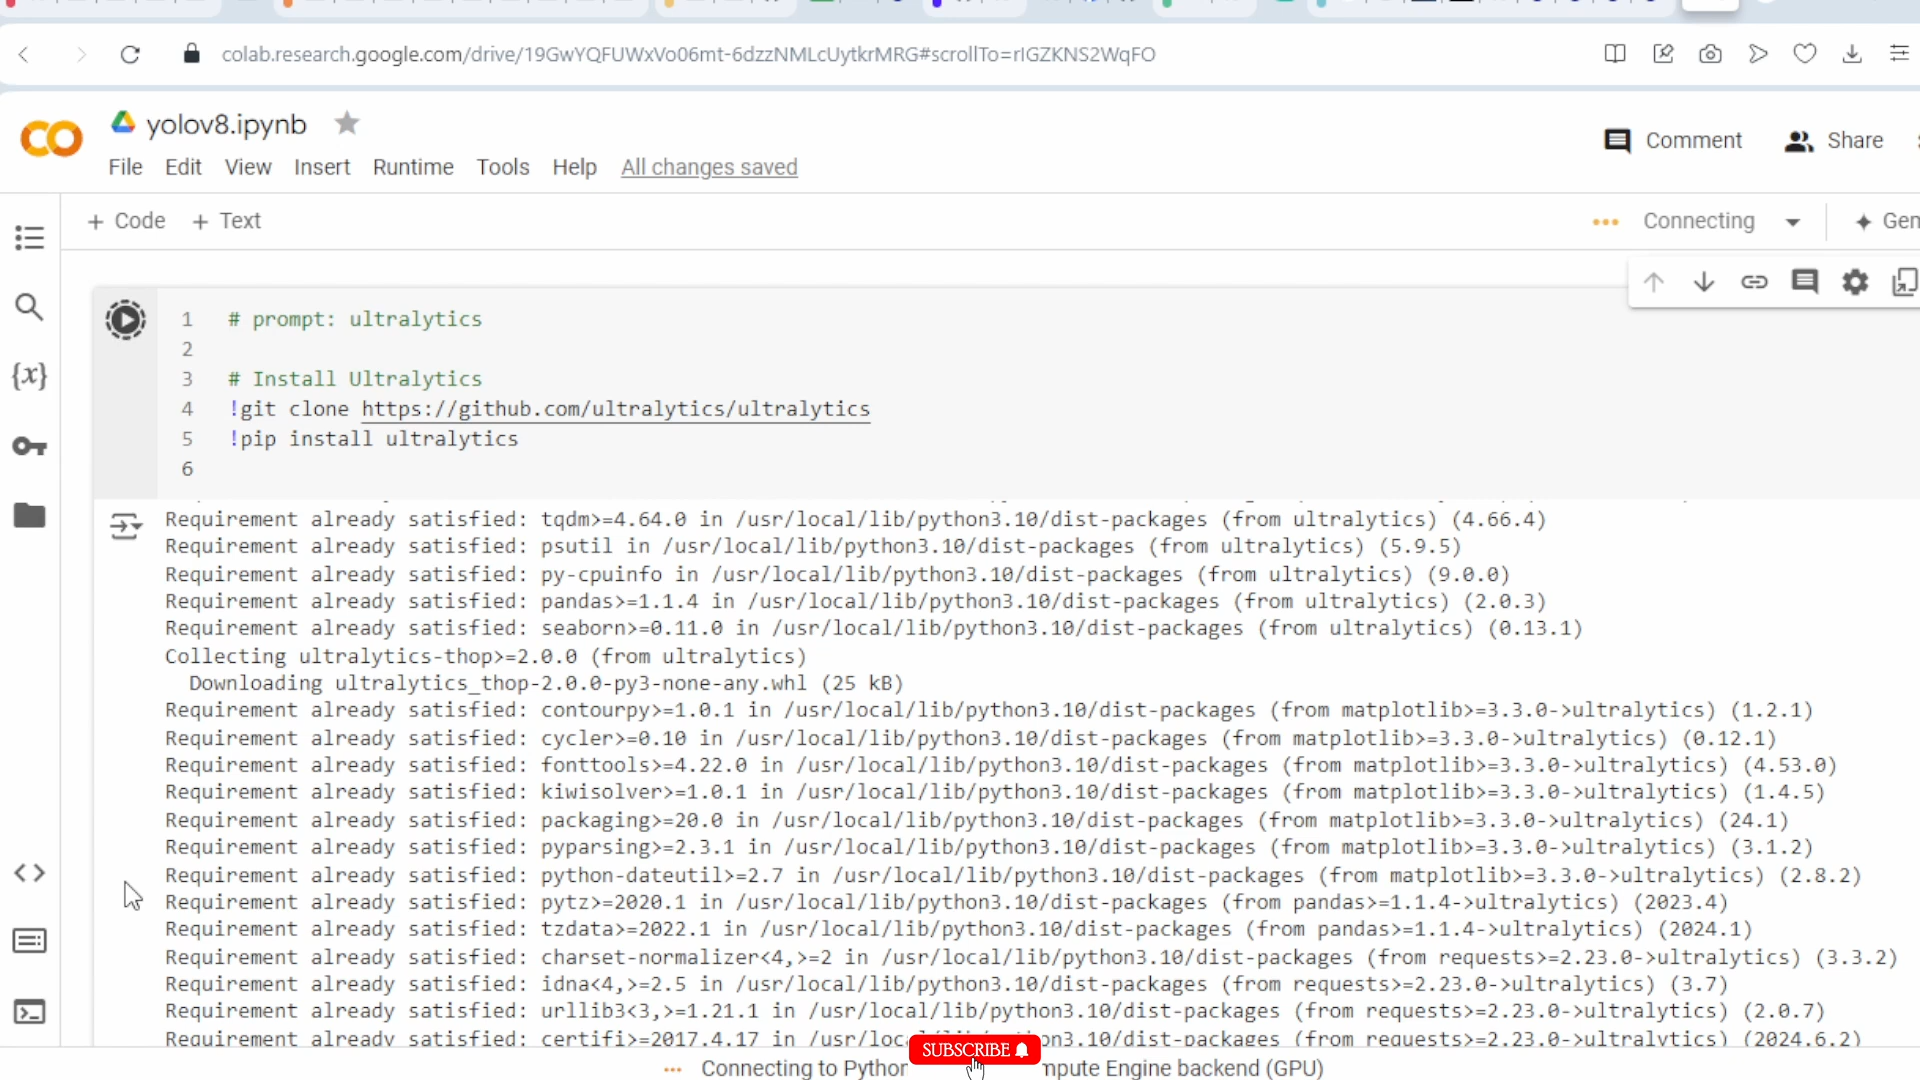 colab.research.google.com/drive/19GwYQFUWxVo06mt-6dzzNMLcUytkrMRG#scrollTo=rIGZKNS2WqFO
yolov8.ipynb
Comment
Share
File Edit View Insert Runtime Tools Help All changes saved
+ Code + Text
Connecting
Gen
1 # prompt: ultralytics
2
3 # Install Ultralytics
4 !git clone https://github.com/ultralytics/ultralytics
5 !pip install ultralytics
6
Requirement already satisfied: tqdm>=4.64.0 in /usr/local/lib/python3.10/dist-packages (from ultralytics) (4.66.4)
Requirement already satisfied: psutil in /usr/local/lib/python3.10/dist-packages (from ultralytics) (5.9.5)
Requirement already satisfied: py-cpuinfo in /usr/local/lib/python3.10/dist-packages (from ultralytics) (9.0.0)
Requirement already satisfied: pandas>=1.1.4 in /usr/local/lib/python3.10/dist-packages (from ultralytics) (2.0.3)
Requirement already satisfied: seaborn>=0.11.0 in /usr/local/lib/python3.10/dist-packages (from ultralytics) (0.13.1)
Collecting ultralytics-thop>=2.0.0 (from ultralytics)
Downloading ultralytics_thop-2.0.0-py3-none-any.whl (25 kB)
Requirement already satisfied: contourpy>=1.0.1 in /usr/local/lib/python3.10/dist-packages (from matplotlib>=3.3.0->ultralytics) (1.2.1)
Requirement already satisfied: cycler>=0.10 in /usr/local/lib/python3.10/dist-packages (from matplotlib>=3.3.0->ultralytics) (0.12.1)
Requirement already satisfied: fonttools>=4.22.0 in /usr/local/lib/python3.10/dist-packages (from matplotlib>=3.3.0->ultralytics) (4.53.0)
Requirement already satisfied: kiwisolver>=1.0.1 in /usr/local/lib/python3.10/dist-packages (from matplotlib>=3.3.0->ultralytics) (1.4.5)
Requirement already satisfied: packaging>=20.0 in /usr/local/lib/python3.10/dist-packages (from matplotlib>=3.3.0->ultralytics) (24.1)
Requirement already satisfied: pyparsing>=2.3.1 in /usr/local/lib/python3.10/dist-packages (from matplotlib>=3.3.0->ultralytics) (3.1.2)
Requirement already satisfied: python-dateutil>=2.7 in /usr/local/lib/python3.10/dist-packages (from matplotlib>=3.3.0->ultralytics) (2.8.2)
Requirement already satisfied: pytz>=2020.1 in /usr/local/lib/python3.10/dist-packages (from pandas>=1.1.4->ultralytics) (2023.4)
Requirement already satisfied: tzdata>=2022.1 in /usr/local/lib/python3.10/dist-packages (from pandas>=1.1.4->ultralytics) (2024.1)
Requirement already satisfied: charset-normalizer<4,>=2 in /usr/local/lib/python3.10/dist-packages (from requests>=2.23.0->ultralytics) (3.3.2)
Requirement already satisfied: idna<4,>=2.5 in /usr/local/lib/python3.10/dist-packages (from requests>=2.23.0->ultralytics) (3.7)
Requirement already satisfied: urllib3<3,>=1.21.1 in /usr/local/lib/python3.10/dist-packages (from requests>=2.23.0->ultralytics) (2.0.7)
Requirement already satisfied: certifi>=2017.4.17 in /usr/loc on3.10/dist-packages (from requests>=2.23.0->ultralytics) (2024.6.2)
SUBSCRIBE
Connecting to Python mpute Engine backend (GPU)